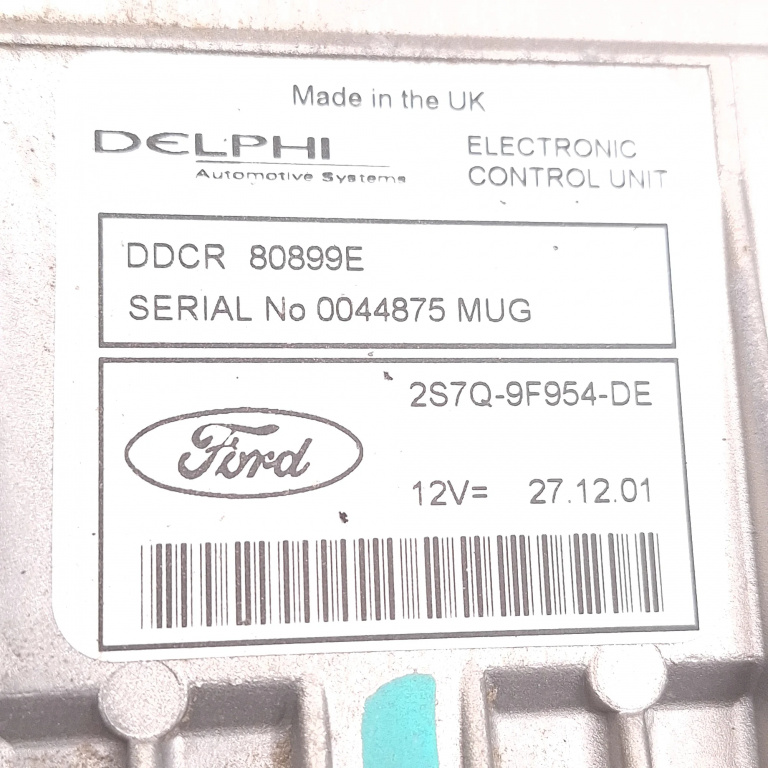 Made in the UK
DELPHI
Automotive Systems
ELECTRONIC
CONTROL UNIT
DDCR 80899E
SERIAL No 0044875 MUG
2S7Q-9F954-DE
Ford
12V= 27.12.01